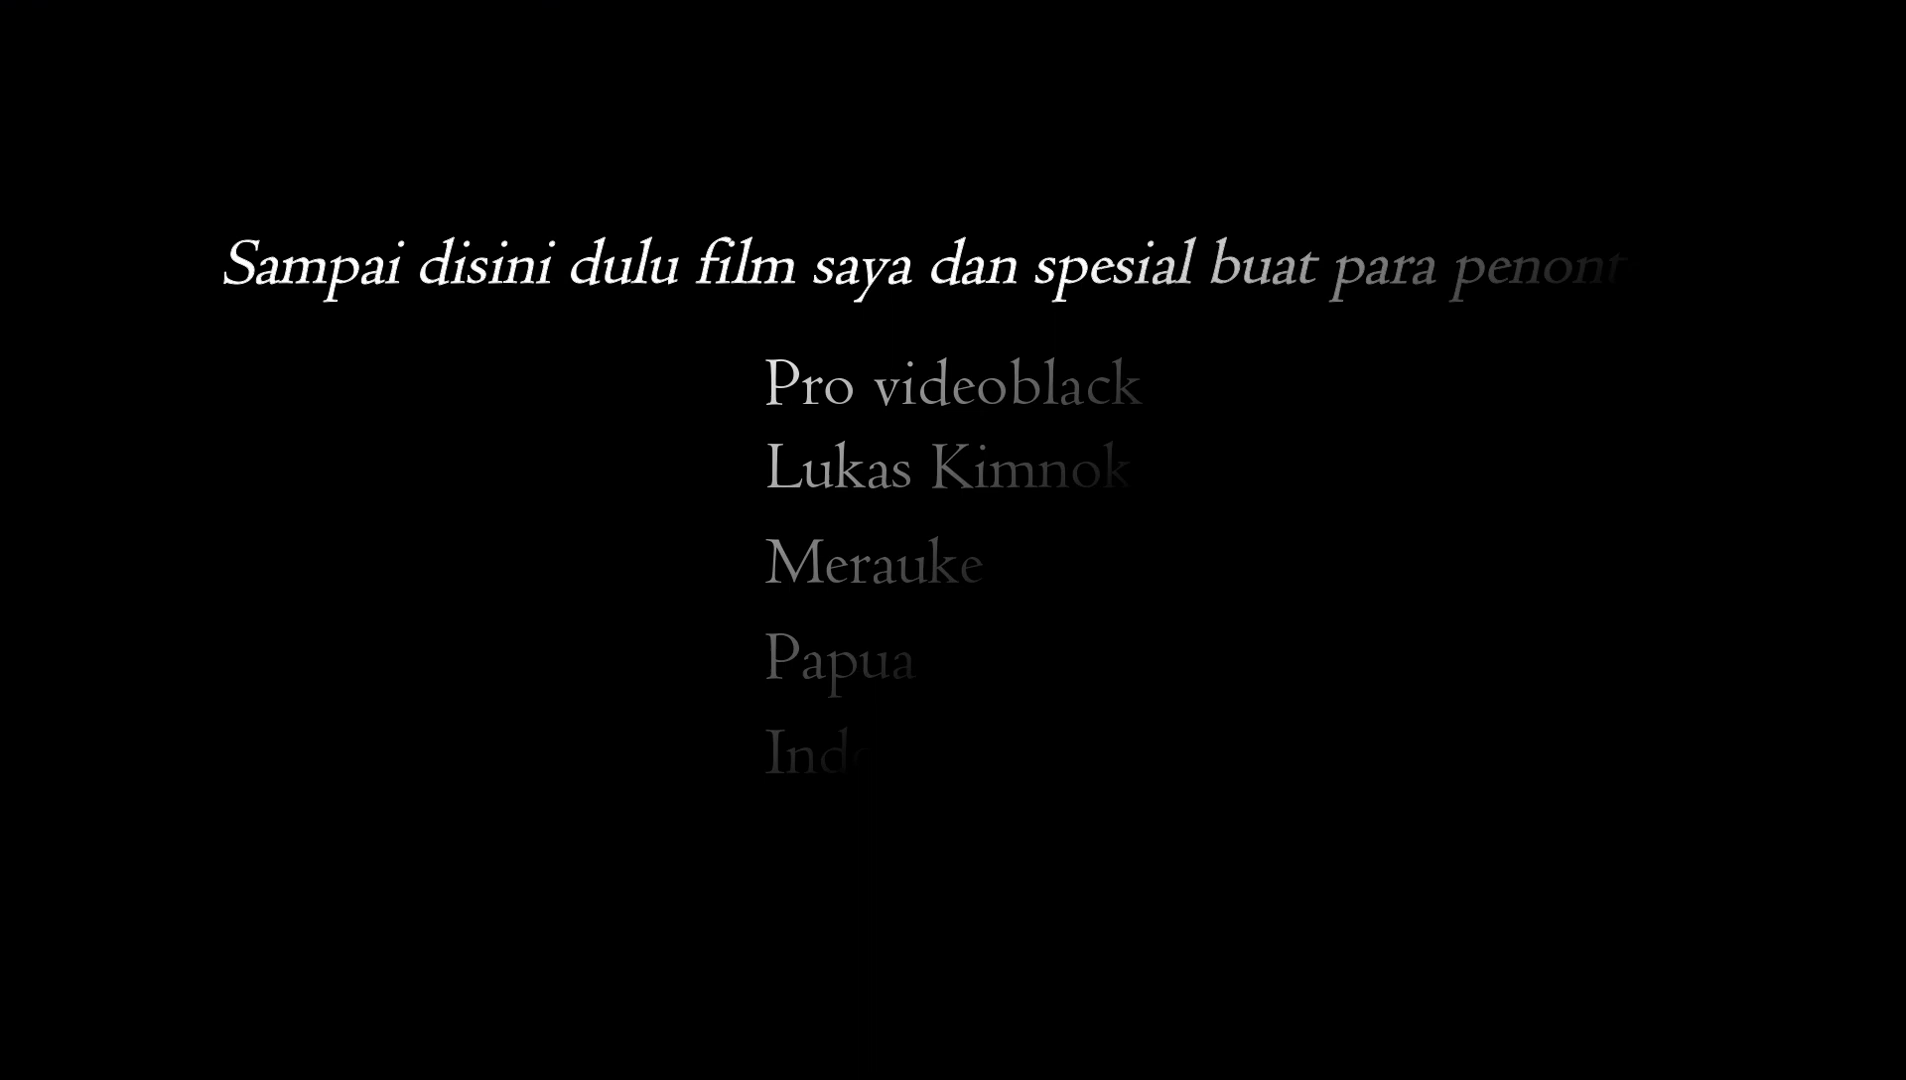 Sampai disini dulu film saya dan spesial buat para
Pro videoblack
Lukas Kimnok
Merauke
Papua